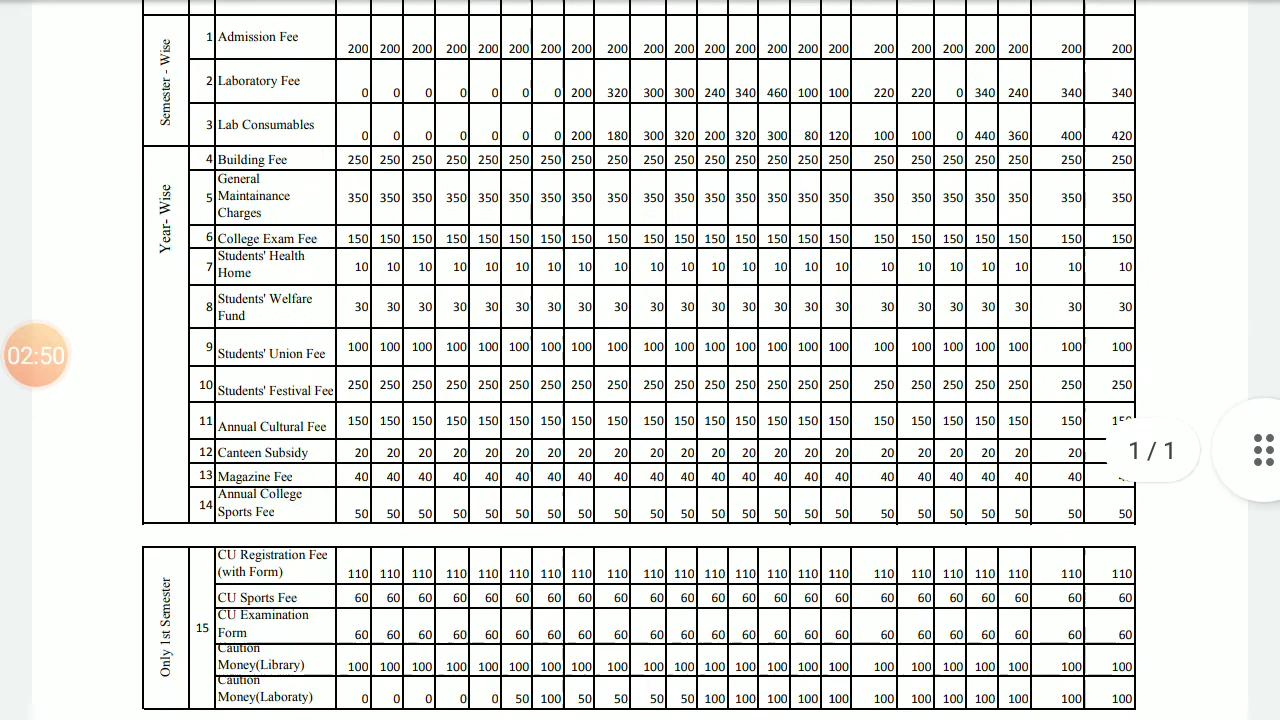 Semester - Wise
1 Admission Fee 200 200 200 200 200 200 200 200 200 200 200 200 200 200 200 200 200 200 200 200 200 200 200
2 Laboratory Fee 0 0 0 0 0 0 0 200 320 300 300 240 340 460 100 100 220 220 0 340 240 340 340
3 Lab Consumables 0 0 0 0 0 0 0 200 180 300 320 200 320 300 80 120 100 100 0 440 360 400 420
Year- Wise
4 Building Fee 250 250 250 250 250 250 250 250 250 250 250 250 250 250 250 250 250 250 250 250 250 250 250
General
5 Maintainance 350 350 350 350 350 350 350 350 350 350 350 350 350 350 350 350 350 350 350 350 350 350 350
Charges
6 College Exam Fee 150 150 150 150 150 150 150 150 150 150 150 150 150 150 150 150 150 150 150 150 150 150 150
Students' Health
7 Home 10 10 10 10 10 10 10 10 10 10 10 10 10 10 10 10 10 10 10 10 10 10 10
Students' Welfare
8 Fund 30 30 30 30 30 30 30 30 30 30 30 30 30 30 30 30 30 30 30 30 30 30 30
9 Students' Union Fee 100 100 100 100 100 100 100 100 100 100 100 100 100 100 100 100 100 100 100 100 100 100 100
02:50
10 Students' Festival Fee 250 250 250 250 250 250 250 250 250 250 250 250 250 250 250 250 250 250 250 250 250 250 250
11 Annual Cultural Fee 150 150 150 150 150 150 150 150 150 150 150 150 150 150 150 150 150 150 150 150 150 150
12 Canteen Subsidy 20 20 20 20 20 20 20 20 20 20 20 20 20 20 20 20 20 20 20 20 20 20
1 / 1
13 Magazine Fee 40 40 40 40 40 40 40 40 40 40 40 40 40 40 40 40 40 40 40 40 40 40
Annual College
14 Sports Fee 50 50 50 50 50 50 50 50 50 50 50 50 50 50 50 50 50 50 50 50 50 50 50
Only 1st Semester
15
CU Registration Fee
(with Form) 110 110 110 110 110 110 110 110 110 110 110 110 110 110 110 110 110 110 110 110 110 110 110
CU Sports Fee 60 60 60 60 60 60 60 60 60 60 60 60 60 60 60 60 60 60 60 60 60 60 60
CU Examination
Form 60 60 60 60 60 60 60 60 60 60 60 60 60 60 60 60 60 60 60 60 60 60 60
Caution
Money(Library) 100 100 100 100 100 100 100 100 100 100 100 100 100 100 100 100 100 100 100 100 100 100 100
Caution
Money(Laboraty) 0 0 0 0 0 50 100 50 50 50 50 100 100 100 100 100 100 100 100 100 100 100 100